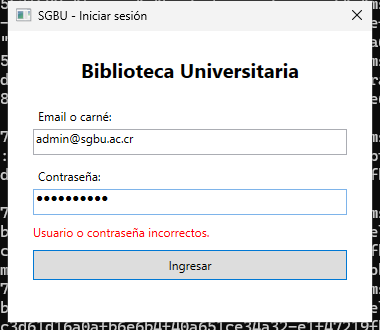 SGBU - Iniciar sesión
Biblioteca Universitaria
Email o carné:
admin@sgbu.ac.cr
Contraseña:
●●●●●●●●●●
Usuario o contraseña incorrectos.
Ingresar